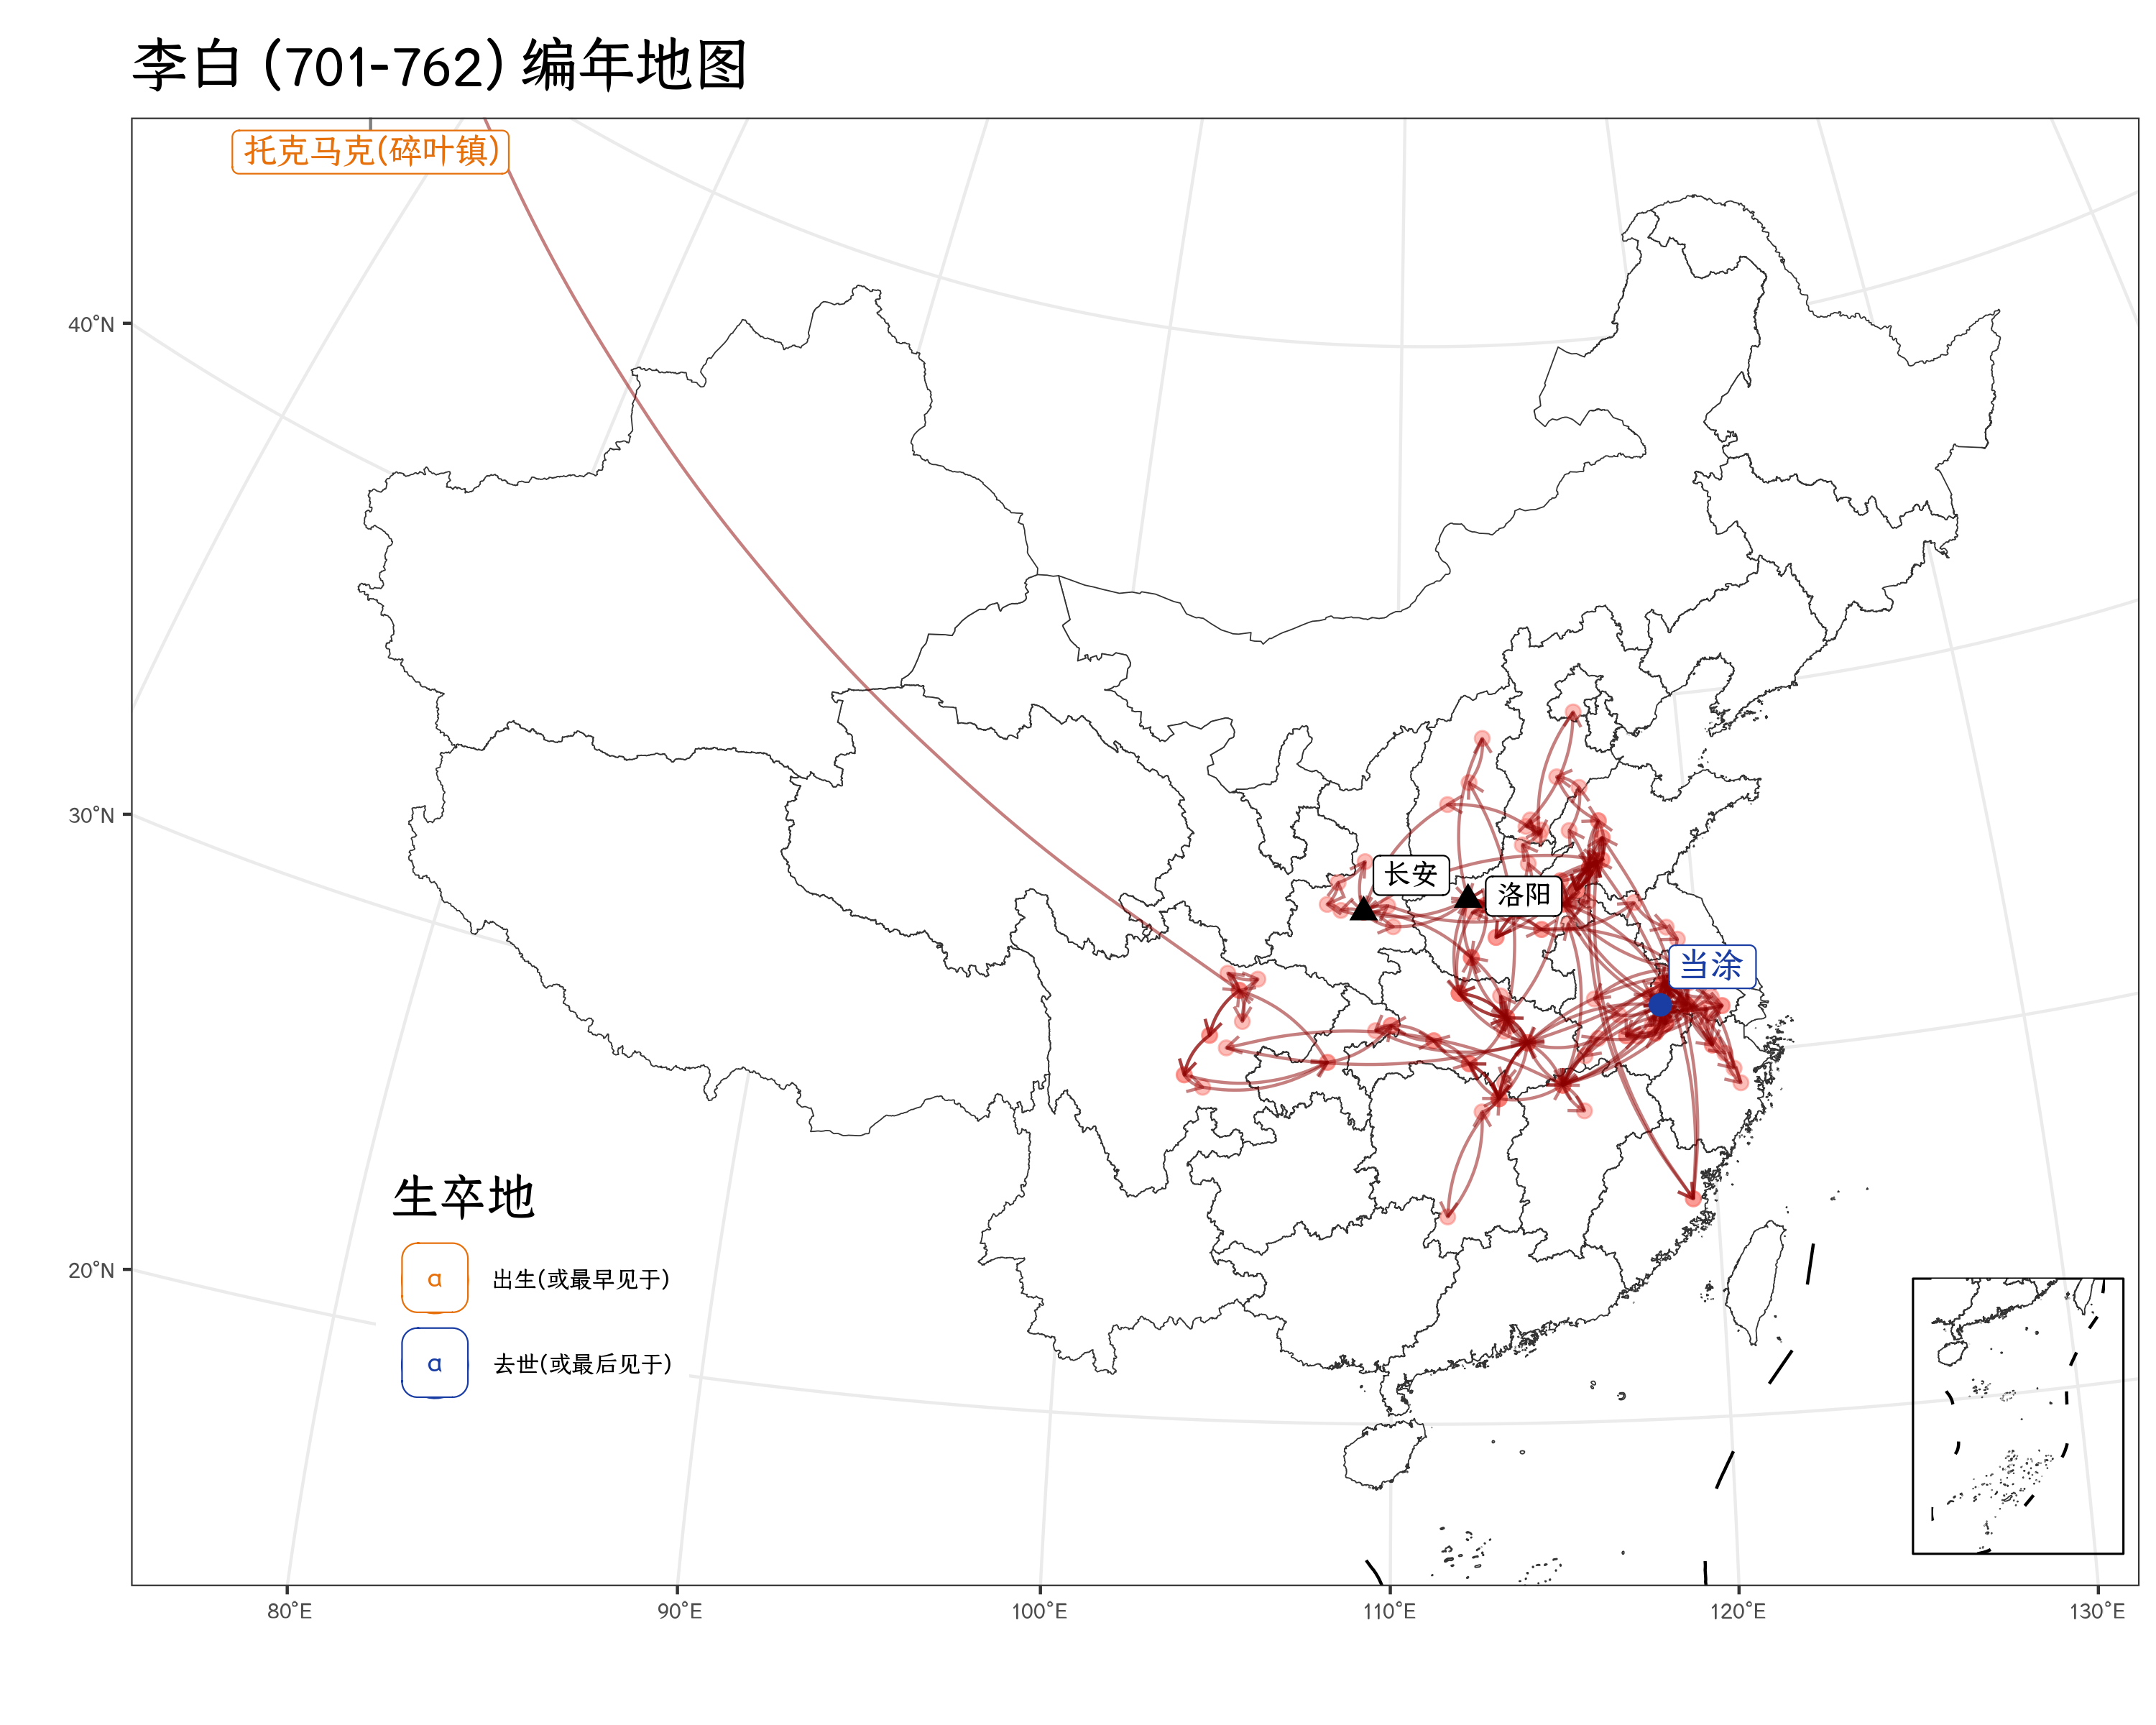 李白 (701-762) 编年地图
托克马克(碎叶镇)
40°N
30°N
20°N
长安
洛阳
当涂
生卒地
a 出生(或最早见于)
a 去世(或最后见于)
80°E
90°E
100°E
110°E
120°E
130°E